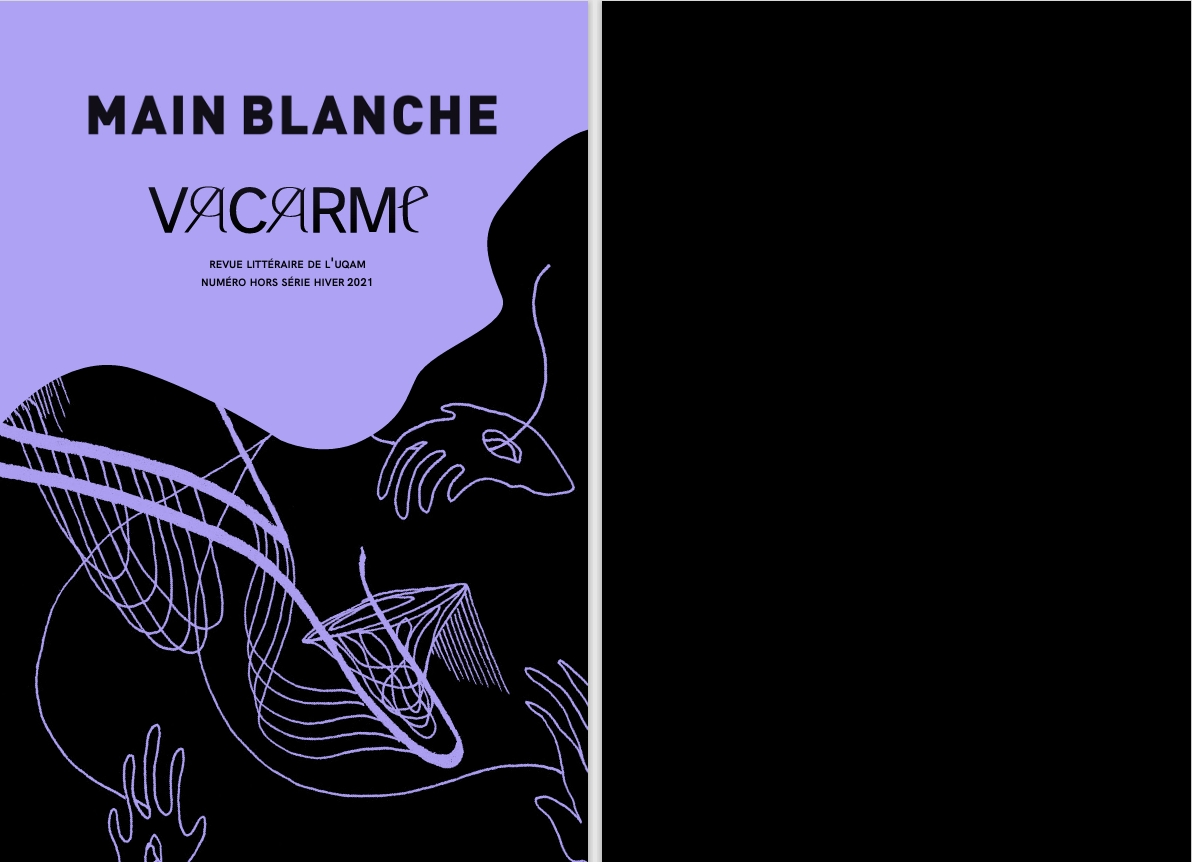 MAIN BLANCHE
VACARMe
REVUE LITTÉRAIRE DE L'UQAM
NUMÉRO HORS SÉRIE HIVER 2021